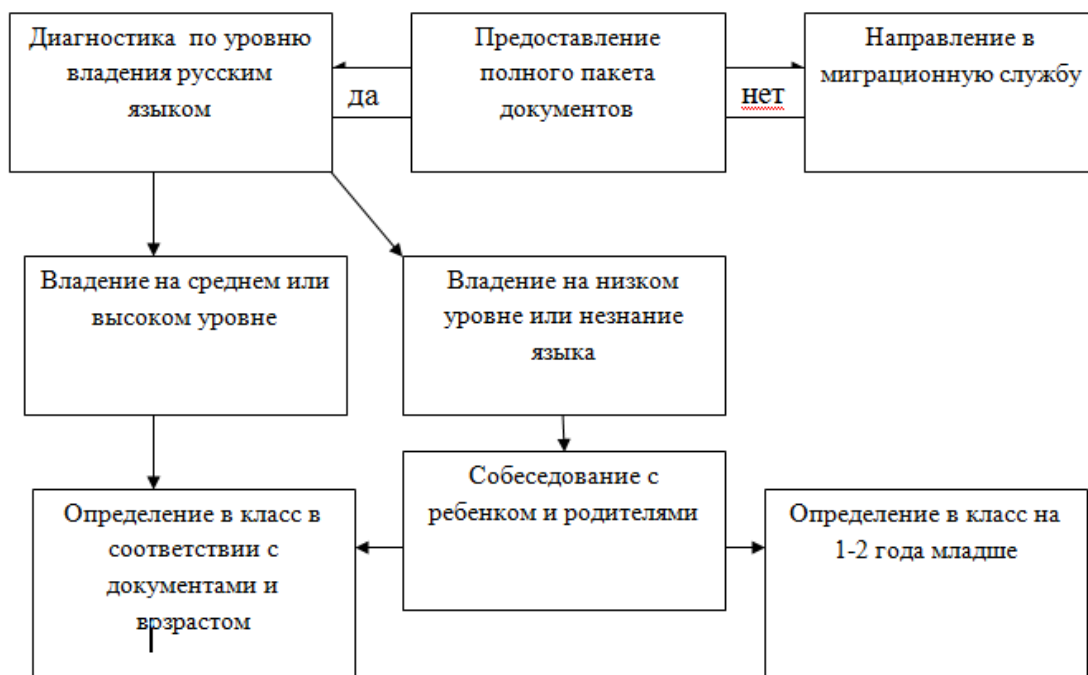 Диагностика по уровню
владения русским
языком
да
Предоставление
полного пакета
документов
нет
Направление в
миграционную службу
Владение на среднем или
высоком уровне
Владение на низком
уровне или незнание
языка
Собеседование с
ребенком и родителями
Определение в класс в
соответствии с
документами и
возрастом
Определение в класс на
1-2 года младше